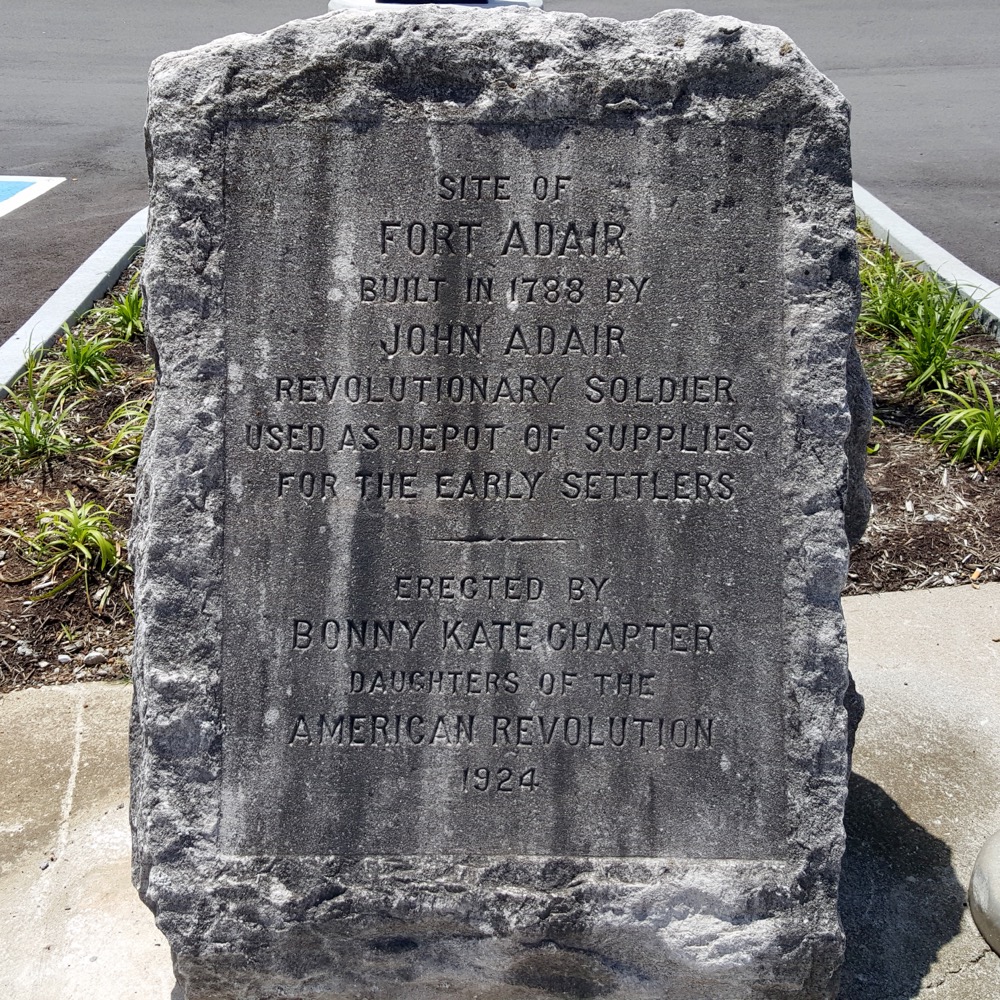 SITE OF
FORT ADAIR
BUILT IN 1788 BY
JOHN ADAIR
REVOLUTIONARY SOLDIER
USED AS DEPOT OF SUPPLIES
FOR THE EARLY SETTLERS
ERECTED BY
BONNY KATE CHAPTER
DAUGHTERS OF THE
AMERICAN REVOLUTION
1924